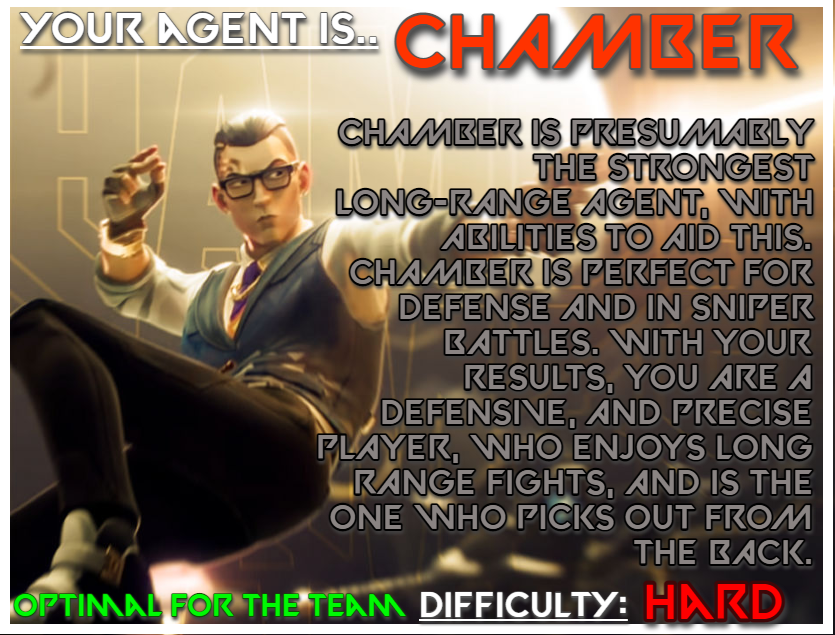 YOUR AGENT IS..
CHAMBER
CHAMBER IS PRESUMABLY
THE STRONGEST
LONG-RANGE AGENT, WITH
ABILITIES TO AID THIS.
CHAMBER IS PERFECT FOR
DEFENSE AND IN SNIPER
BATTLES. WITH YOUR
RESULTS, YOU ARE A
DEFENSIVE, AND PRECISE
PLAYER, WHO ENJOYS LONG
RANGE FIGHTS, AND IS THE
ONE WHO PICKS OUT FROM
THE BACK.
OPTIMAL FOR THE TEAM
DIFFICULTY: HARD